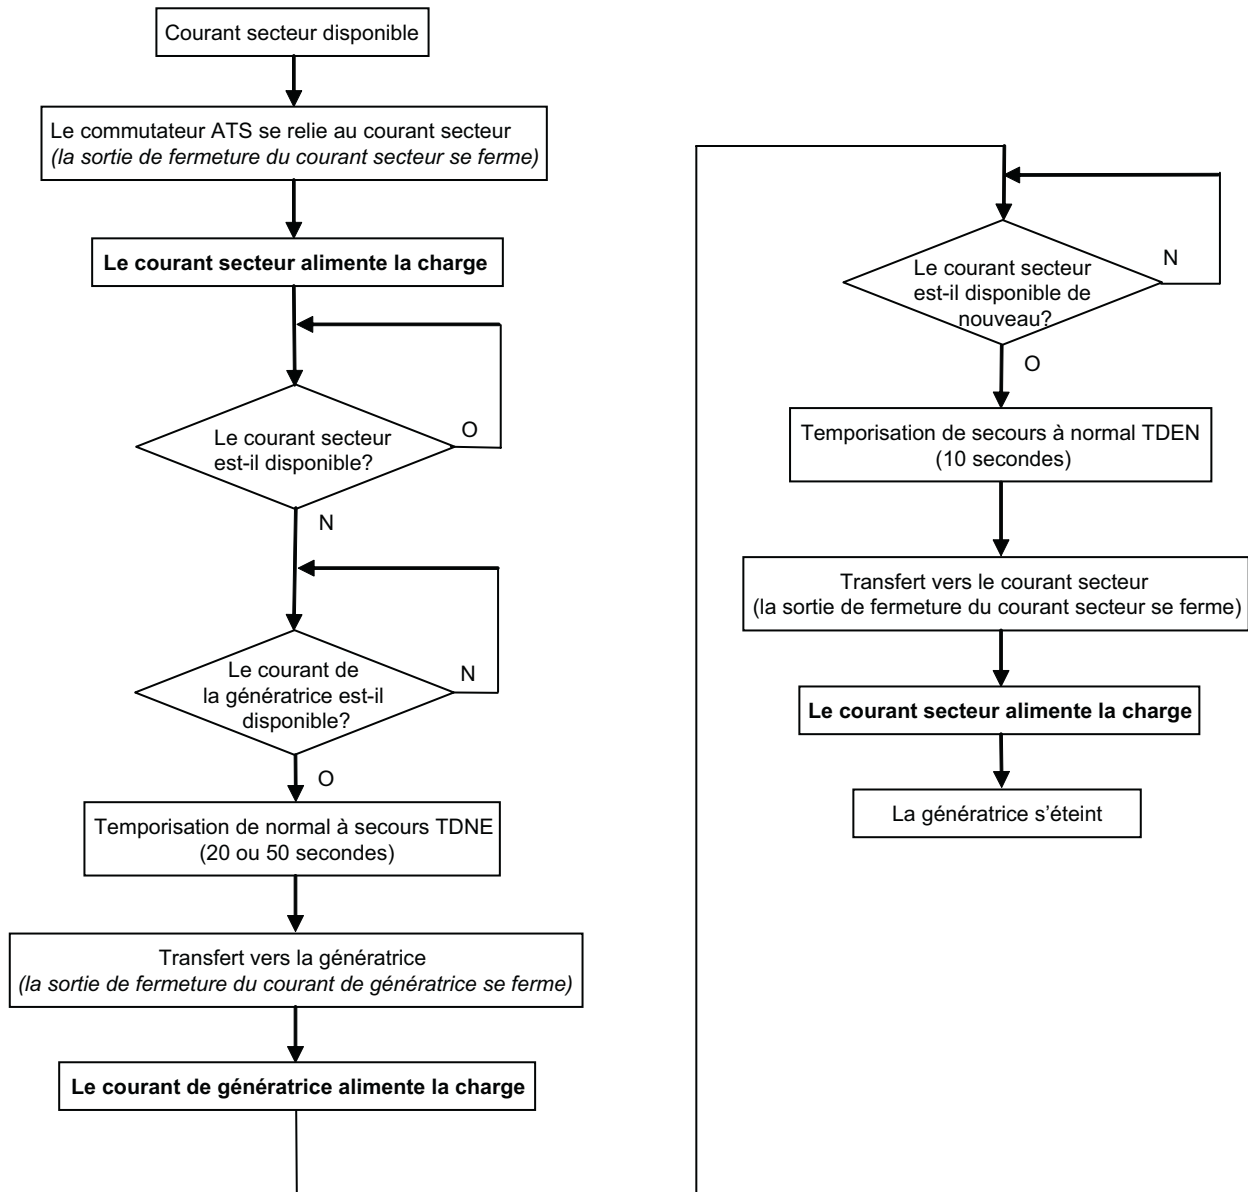 Courant secteur disponible
Le commutateur ATS se relie au courant secteur
(la sortie de fermeture du courant secteur se ferme)
Le courant secteur alimente la charge
Le courant secteur
est-il disponible?
O
N
Le courant de
la génératrice est-il
disponible?
N
O
Temporisation de normal à secours TDNE
(20 ou 50 secondes)
Transfert vers la génératrice
(la sortie de fermeture du courant de génératrice se ferme)
Le courant de génératrice alimente la charge
Le courant secteur
est-il disponible de
nouveau?
N
O
Temporisation de secours à normal TDEN
(10 secondes)
Transfert vers le courant secteur
(la sortie de fermeture du courant secteur se ferme)
Le courant secteur alimente la charge
La génératrice s’éteint